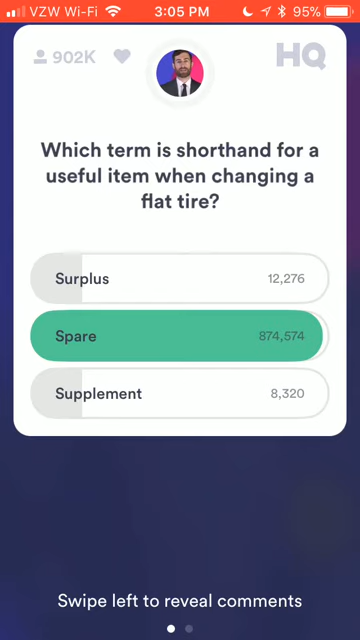 VZW Wi-Fi 3:05 PM 95%
902K HQ
Which term is shorthand for a
useful item when changing a
flat tire?
Surplus 12,276
Spare 874,574
Supplement 8,320
Swipe left to reveal comments